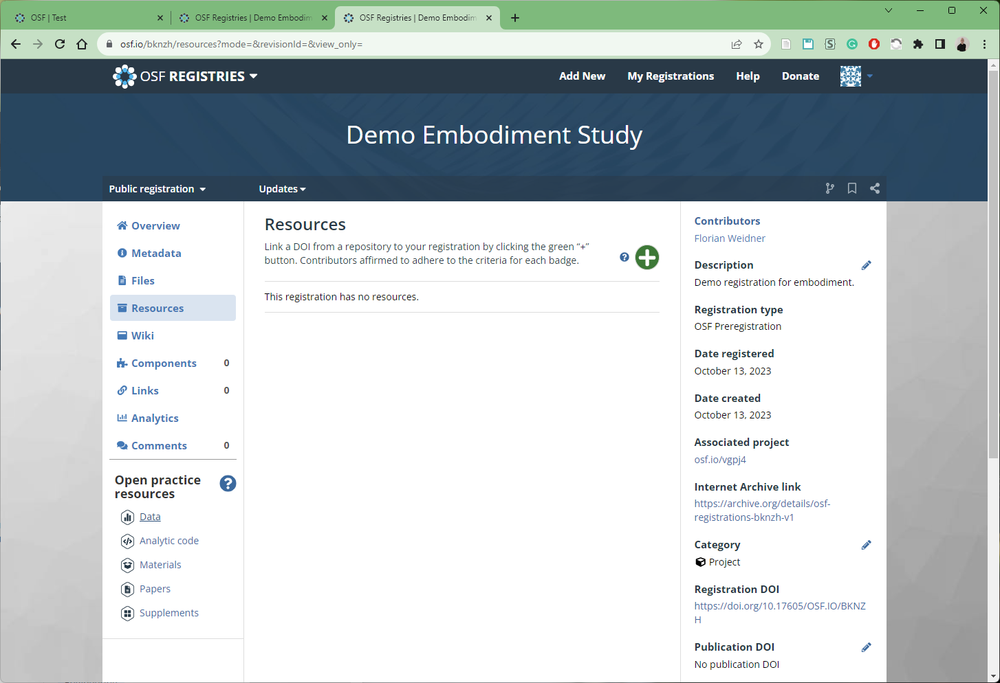 OSF | Test
OSF Registries | Demo Embodim
OSF Registries | Demo Embodim
osf.io/bknzh/resources?mode=&revisionId=&view_only=
OSF REGISTRIES
Add New
My Registrations
Help
Donate
Demo Embodiment Study
Public registration
Updates
Overview
Metadata
Files
Resources
Wiki
Components 0
Links 0
Analytics
Comments 0
Open practice
resources
Data
Analytic code
Materials
Papers
Supplements
Resources
Link a DOI from a repository to your registration by clicking the green “+”
button. Contributors affirmed to adhere to the criteria for each badge.
This registration has no resources.
Contributors
Florian Weidner
Description
Demo registration for embodiment.
Registration type
OSF Preregistration
Date registered
October 13, 2023
Date created
October 13, 2023
Associated project
osf.io/vgpj4
Internet Archive link
https://archive.org/details/osf-
registrations-bknzh-v1
Category
Project
Registration DOI
https://doi.org/10.17605/OSF.IO/BKNZ
H
Publication DOI
No publication DOI